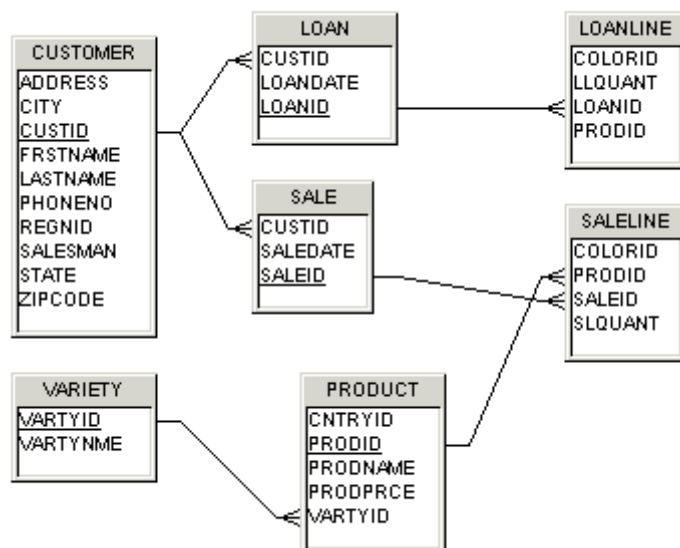 CUSTOMER
ADDRESS
CITY
CUSTID
FRSTNAME
LASTNAME
PHONENO
REGNID
SALESMAN
STATE
ZIPCODE
LOAN
CUSTID
LOANDATE
LOANID
LOANLINE
COLORID
LLQUANT
LOANID
PRODID
SALE
CUSTID
SALEDATE
SALEID
SALELINE
COLORID
PRODID
SALEID
SLQUANT
VARIETY
VARTYID
VARTYNME
PRODUCT
CNTRYID
PRODID
PRODNAME
PRODPRCE
VARTYID